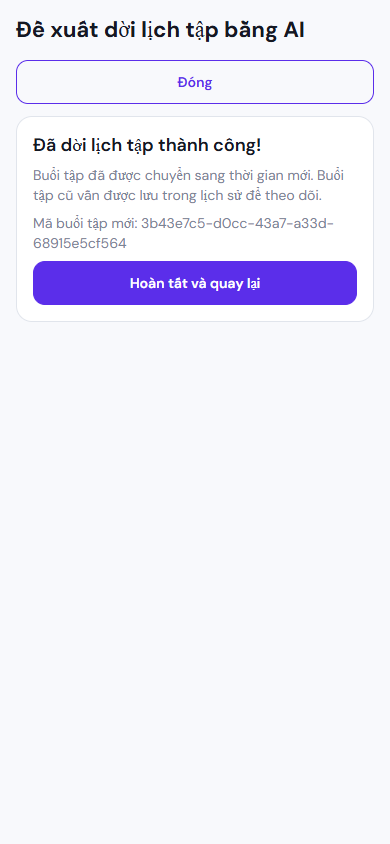 Đề xuất dời lịch tập bằng AI
Đóng
Đã dời lịch tập thành công!
Buổi tập đã được chuyển sang thời gian mới. Buổi
tập cũ vẫn được lưu trong lịch sử để theo dõi.
Mã buổi tập mới: 3b43e7c5-d0cc-43a7-a33d-
68915e5cf564
Hoàn tất và quay lại